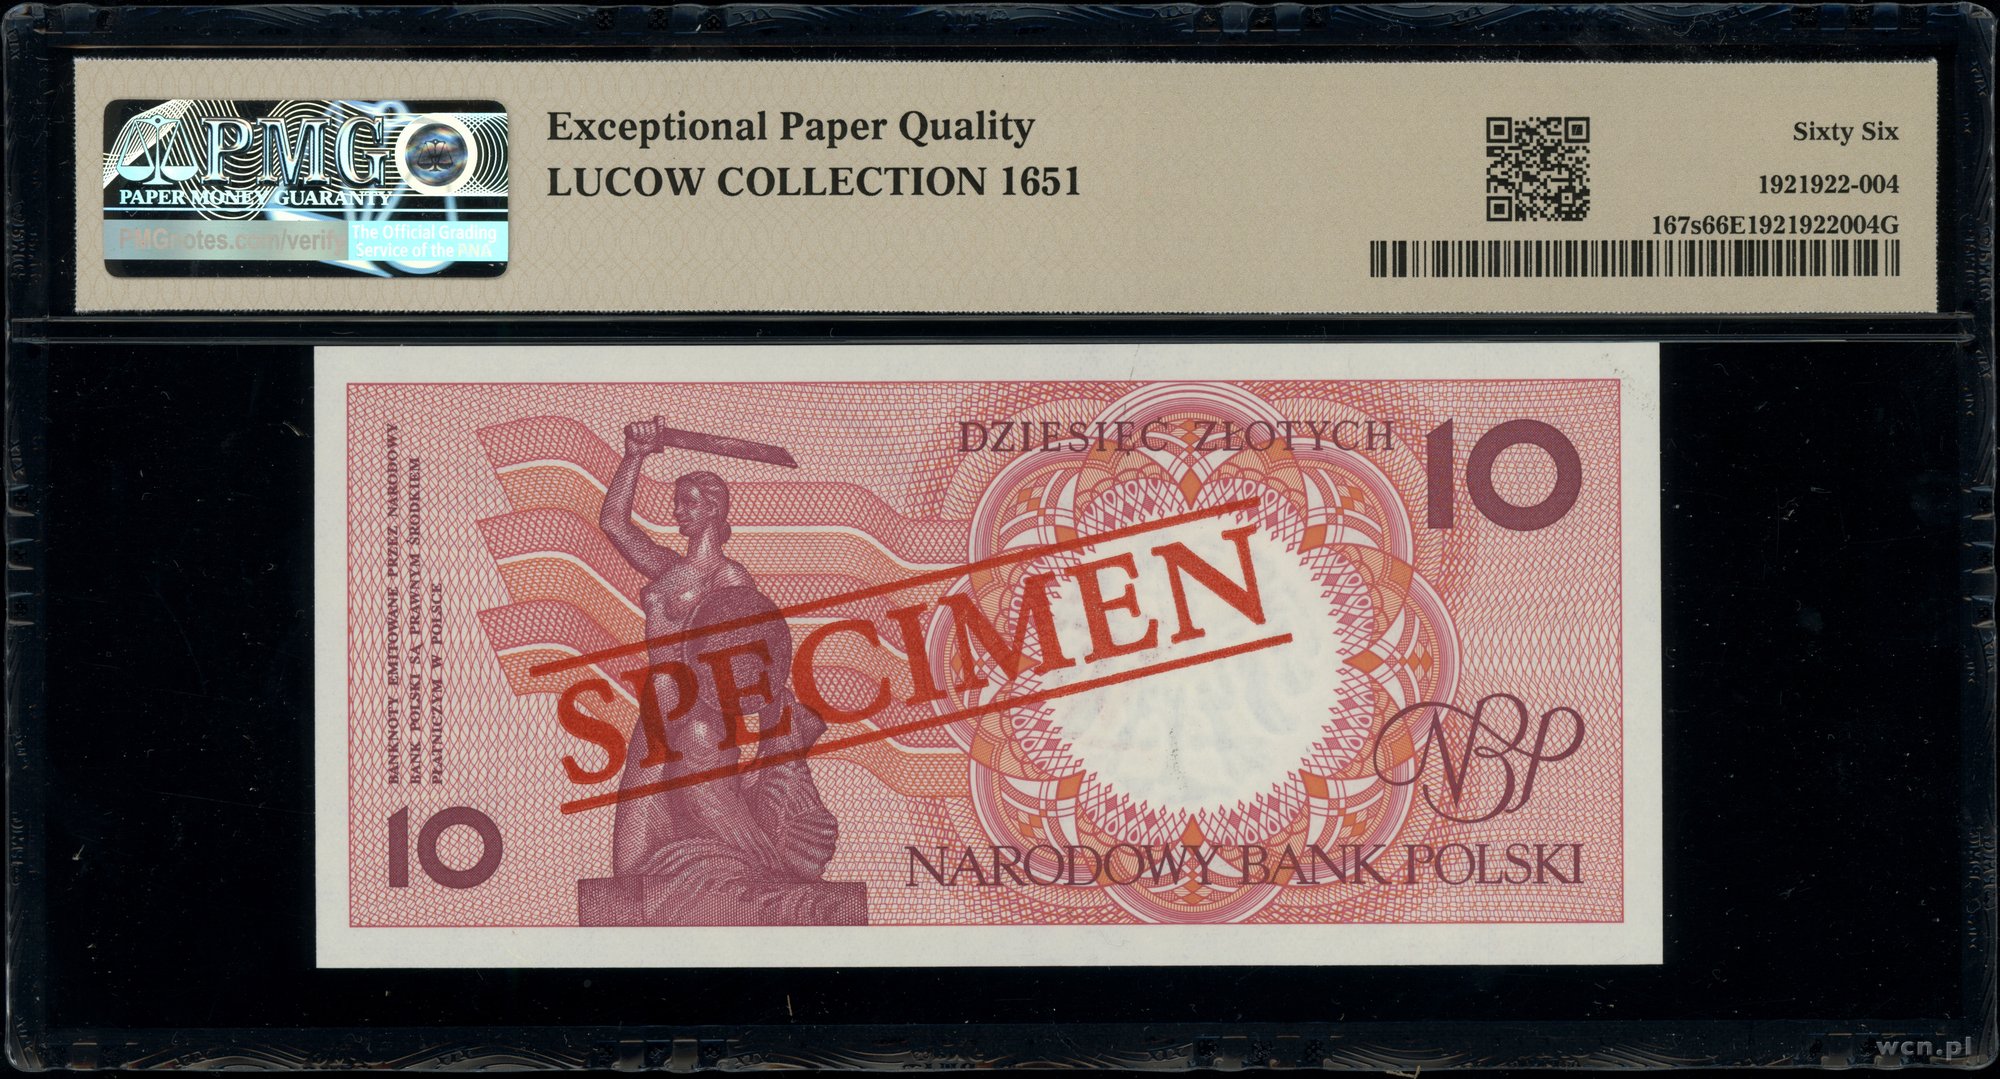 PMG
PAPER MONEY GUARANTY
PMGnotes.com/verify
The Official Grading
Service of the PNA
Exceptional Paper Quality
LUCOW COLLECTION 1651
Sixty Six
1921922-004
167s66E1921922004G
BANKNOTY EMITOWANE PRZEZ NARODOWY
BANK POLSKI SĄ PRAWNYM ŚRODKIEM
PŁATNICZYM W POLSCE
DZIESIĘĆ ZŁOTYCH
10
SPECIMEN
NBP
10
NARODOWY BANK POLSKI
wcn.pl